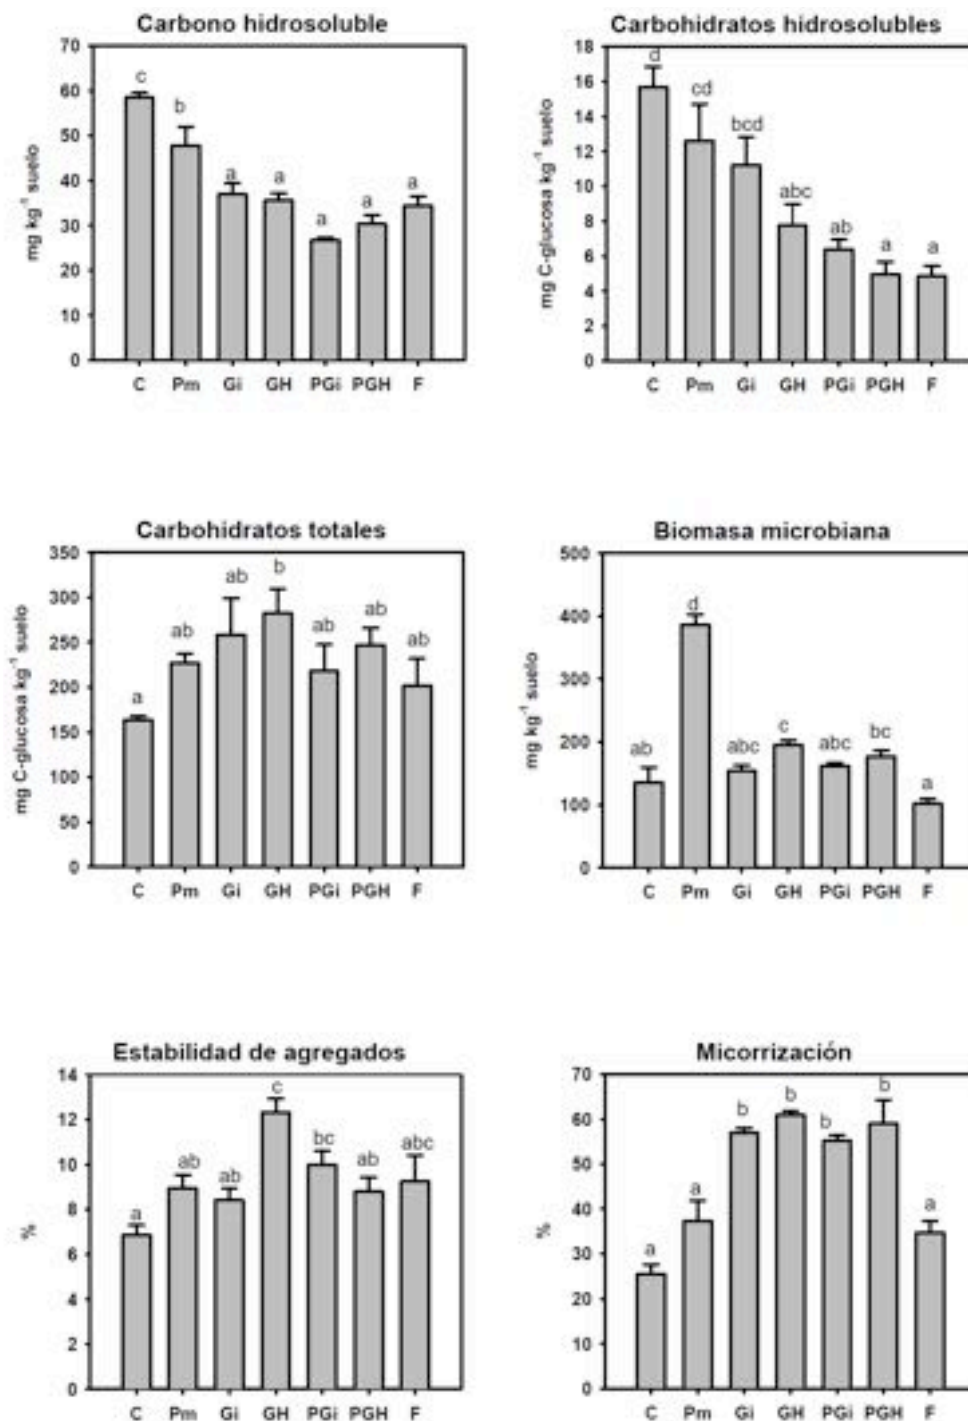 Carbono hidrosoluble
mg kg⁻¹ suelo
70
60
50
40
30
20
10
0
c
b
a
a
a
a
a
C Pm Gi GH PGi PGH F
Carbohidratos hidrosolubles
mg C-glucosa kg⁻¹ suelo
18
16
14
12
10
8
6
4
2
0
d
cd
bcd
abc
ab
a
a
C Pm Gi GH PGi PGH F
Carbohidratos totales
mg C-glucosa kg⁻¹ suelo
350
300
250
200
150
100
50
0
a
ab
ab
b
ab
ab
ab
C Pm Gi GH PGi PGH F
Biomasa microbiana
mg kg⁻¹ suelo
500
400
300
200
100
0
ab
d
abc
c
abc
bc
a
C Pm Gi GH PGi PGH F
Estabilidad de agregados
%
14
12
10
8
6
4
2
0
a
ab
ab
c
bc
ab
abc
C Pm Gi GH PGi PGH F
Micorrización
%
70
60
50
40
30
20
10
0
a
a
b
b
b
b
a
C Pm Gi GH PGi PGH F